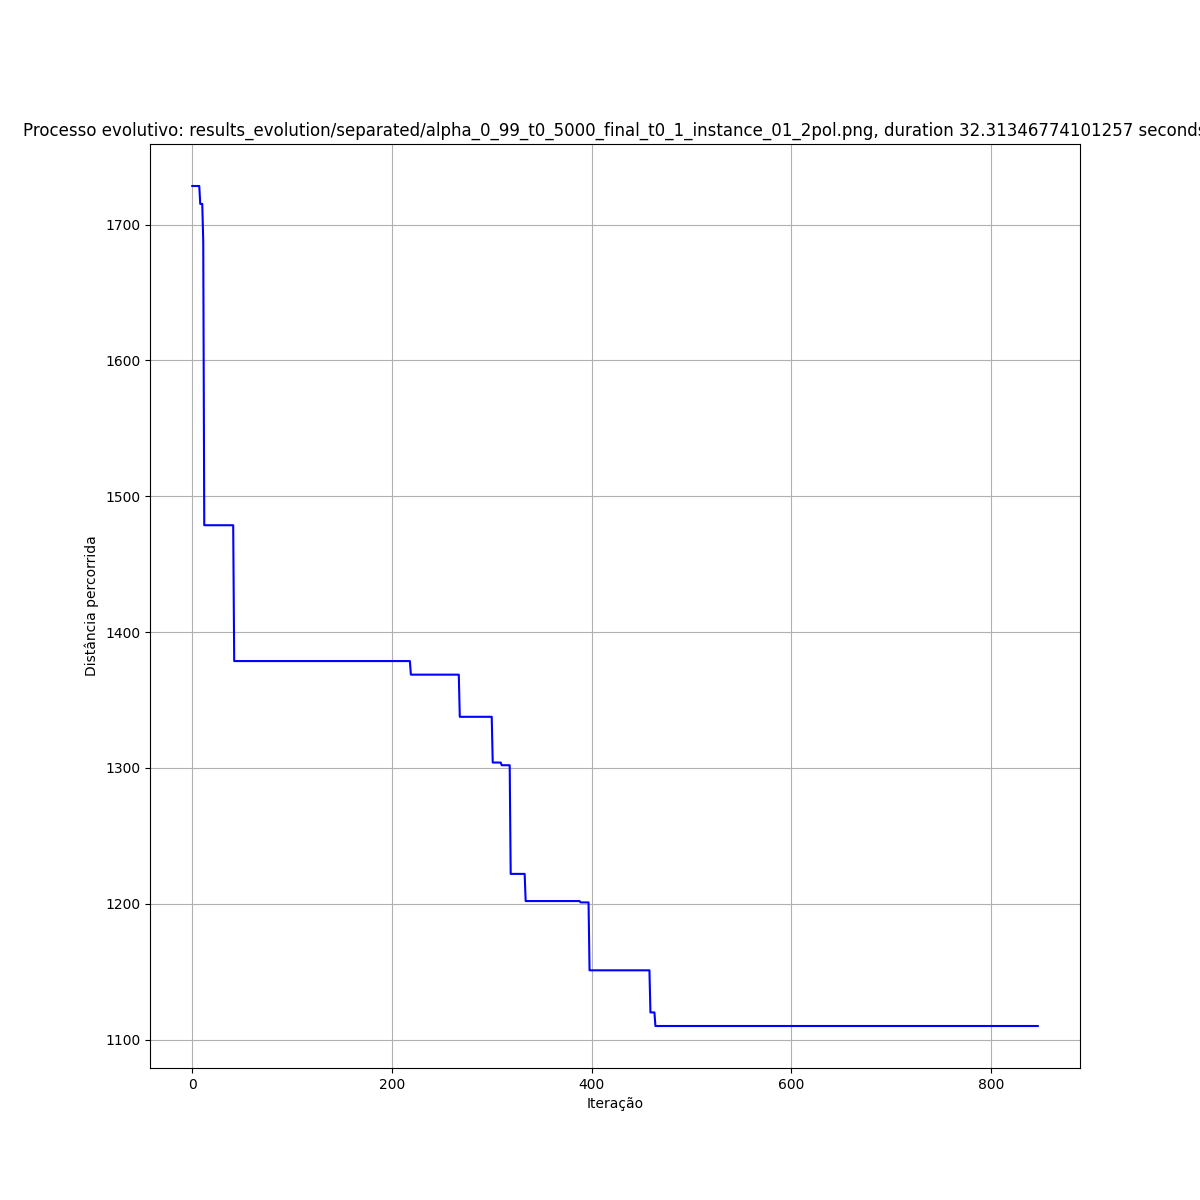 Processo evolutivo: results_evolution/separated/alpha_0_99_t0_5000_final_t0_1_instance_01_2pol.png, duration 32.31346774101257 seconds
1700
1600
1500
1400
1300
1200
1100
Distância percorrida
0 200 400 600 800
Iteração